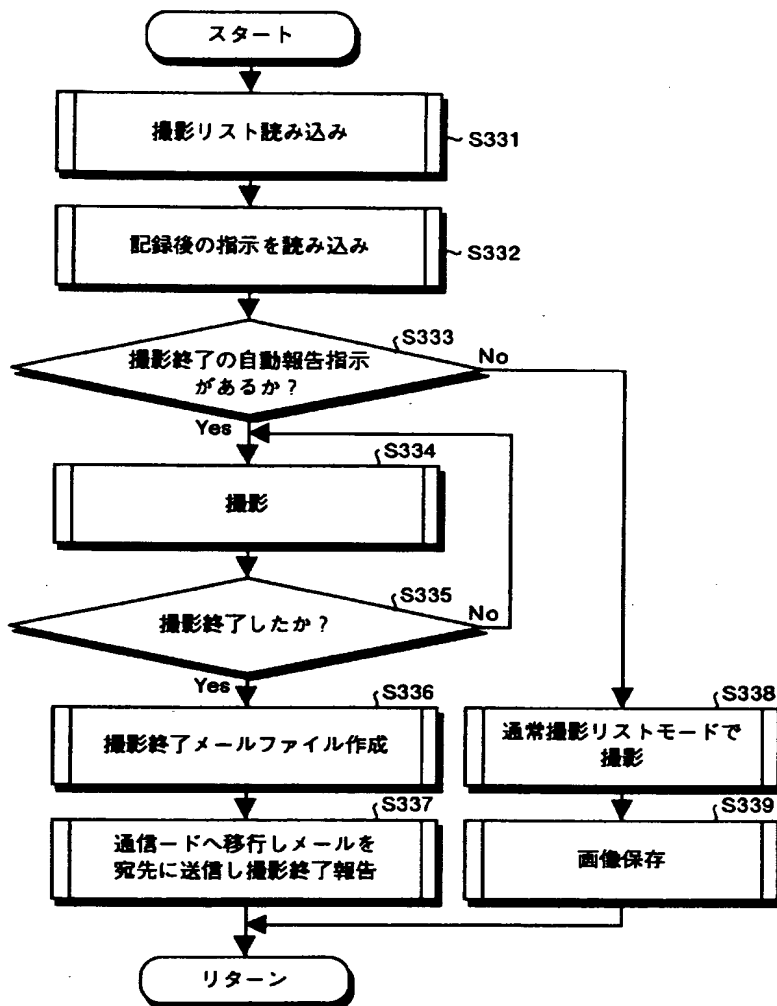 スタート
撮影リスト読み込み
S331
記録後の指示を読み込み
S332
S333
撮影終了の自動報告指示
があるか?
No
Yes
S334
撮影
S335
撮影終了したか?
No
Yes
S336
撮影終了メールファイル作成
S338
通常撮影リストモードで
撮影
S337
通信ードへ移行しメールを
宛先に送信し撮影終了報告
S339
画像保存
リターン